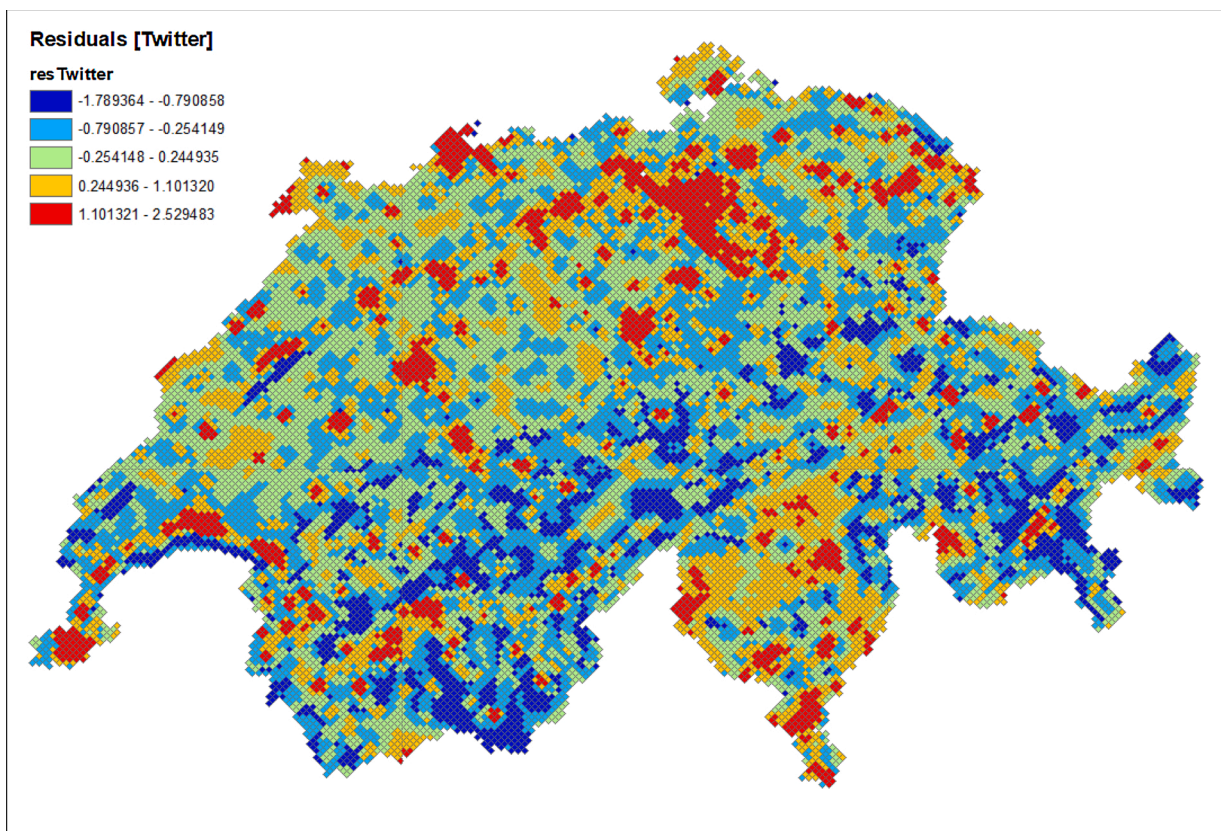 Residuals [Twitter]
resTwitter
-1.789364 - -0.790858
-0.790857 - -0.254149
-0.254148 - 0.244935
0.244936 - 1.101320
1.101321 - 2.529483